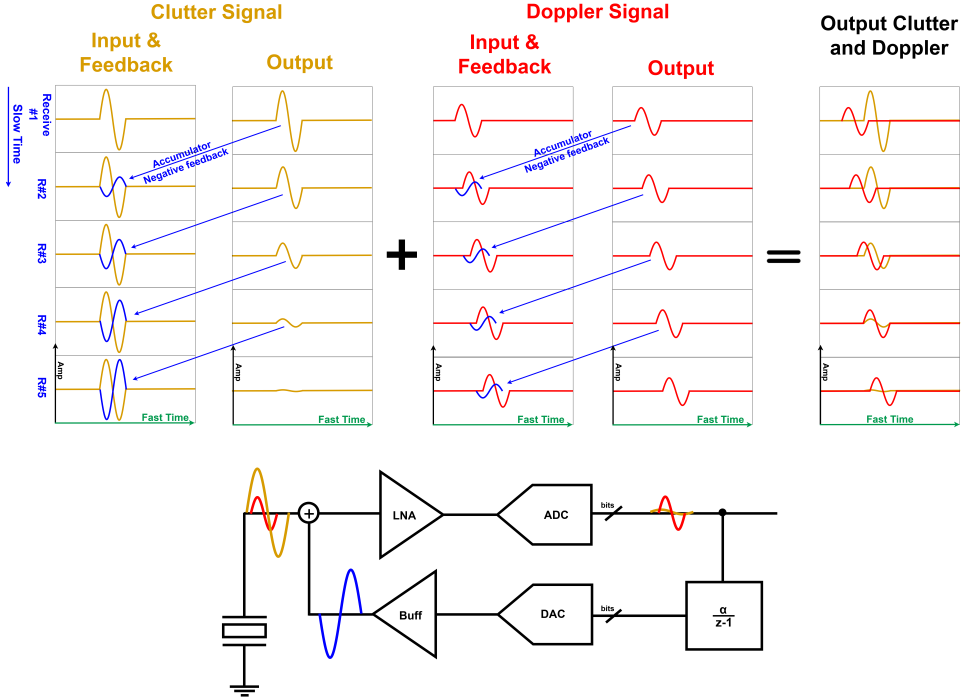 Clutter Signal
Doppler Signal
Output Clutter
and Doppler
Input &
Feedback
Output
Input &
Feedback
Output
Slow Time
Receive
#1
R#2
R#3
R#4
R#5
Accumulator
Negative feedback
Accumulator
Negative feedback
+
=
Amp
Amp
Amp
Amp
Amp
Fast Time
Fast Time
Fast Time
Fast Time
Fast Time
+
LNA
ADC
bits
Buff
DAC
bits
α
z-1